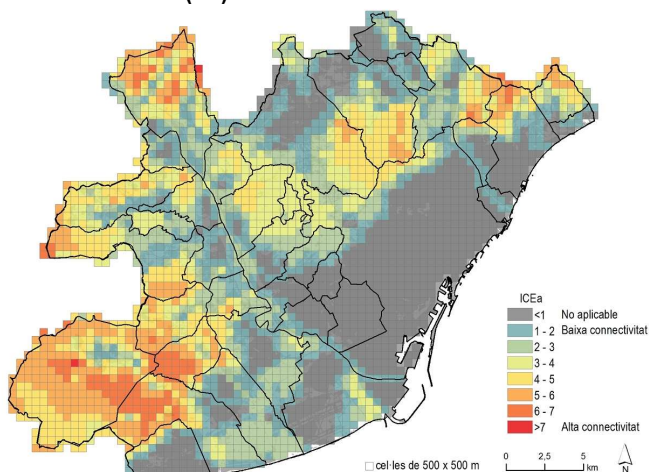 ICEa
<1 No aplicable
1 - 2 Baixa connectivitat
2 - 3
3 - 4
4 - 5
5 - 6
6 - 7
>7 Alta connectivitat
cel·les de 500 x 500 m
0 2,5 5
km
N